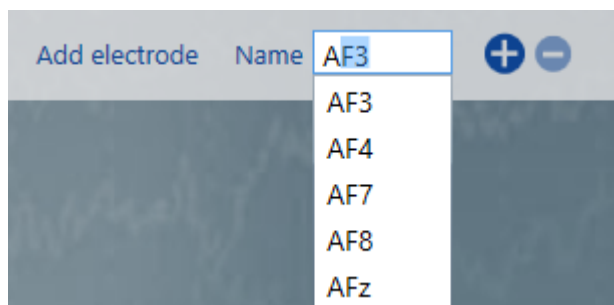 Add electrode Name AF3
AF3
AF4
AF7
AF8
AFz